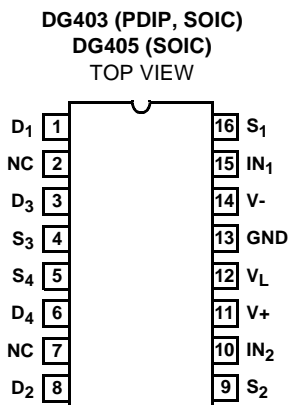 DG403 (PDIP, SOIC)
DG405 (SOIC)
TOP VIEW
D1 1 16 S1
NC 2 15 IN1
D3 3 14 V-
S3 4 13 GND
S4 5 12 VL
D4 6 11 V+
NC 7 10 IN2
D2 8 9 S2